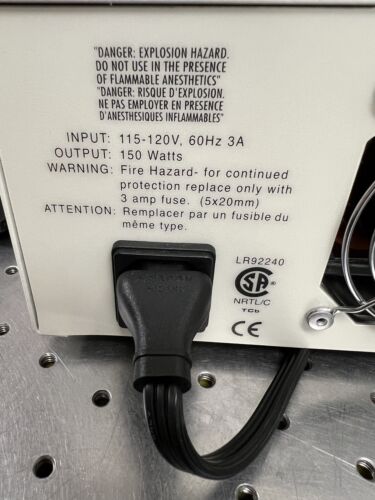 "DANGER: EXPLOSION HAZARD.
DO NOT USE IN THE PRESENCE
OF FLAMMABLE ANESTHETICS"
"DANGER: RISQUE D'EXPLOSION.
NE PAS EMPLOYER EN PRESENCE
D'ANESTHESIQUES INFLAMMABLES"
INPUT: 115-120V, 60Hz 3A
OUTPUT: 150 Watts
WARNING: Fire Hazard- for continued
protection replace only with
3 amp fuse. (5x20mm)
ATTENTION: Remplacer par un fusible du
même type.
LR92240
SA
®
NRTL/C
TCb
CE